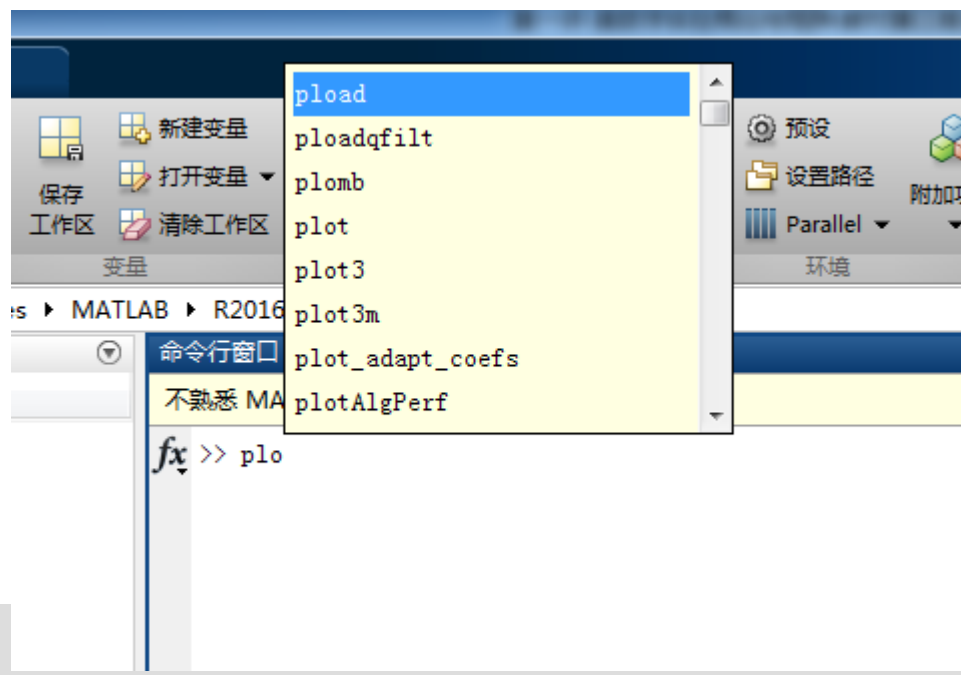 pload
ploadqfilt
plomb
plot
plot3
plot3m
plot_adapt_coefs
plotAlgPerf
保存
工作区
新建变量
打开变量
清除工作区
变量
预设
设置路径
Parallel
附加
环境
es ▸ MATLAB ▸ R2016
命令行窗口
不熟悉 MA
fx >> plo